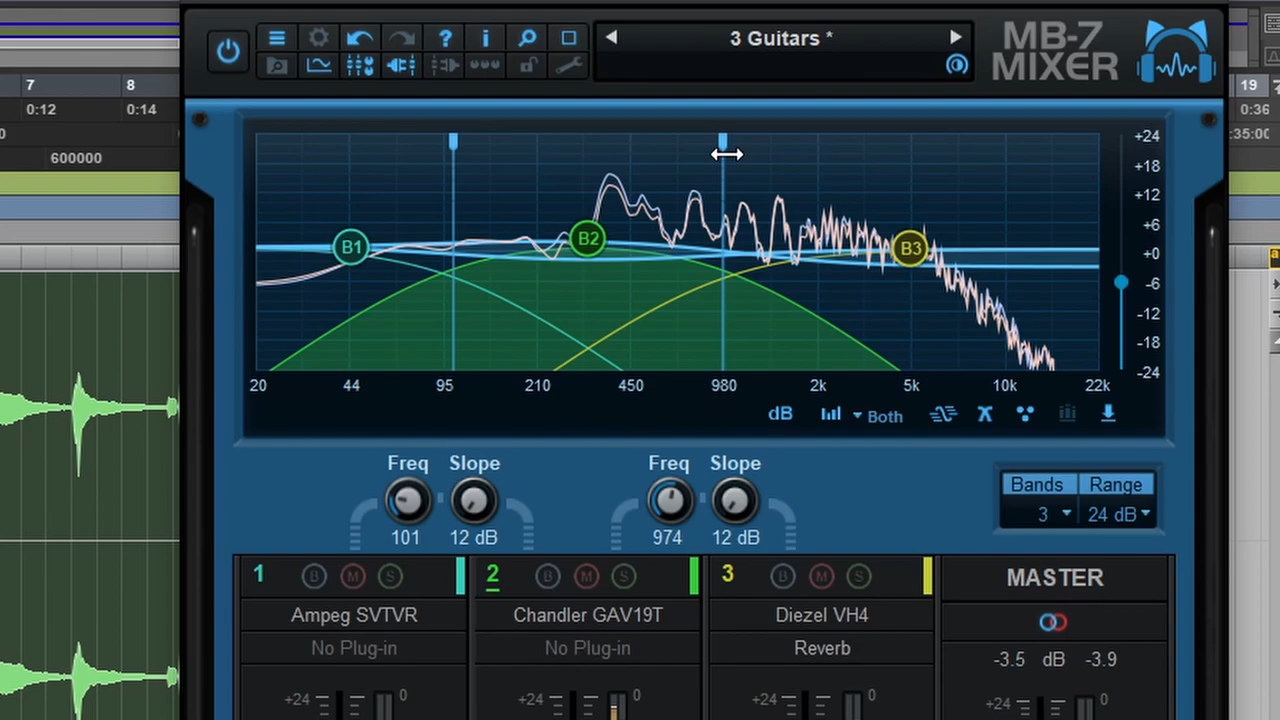 3 Guitars *
MB-7
MIXER
7
8
0:12
0:14
600000
19
0:36
+24
+18
+12
+6
+0
-6
-12
-18
-24
B1
B2
B3
20 44 95 210 450 980 2k 5k 10k 22k
dB Both
Freq Slope Freq Slope
101 12 dB 974 12 dB
Bands Range
3 24 dB
1 B M S
2 B M S
3 B M S
MASTER
Ampeg SVTVR
Chandler GAV19T
Diezel VH4
No Plug-in
No Plug-in
Reverb
-3.5 dB -3.9
+24 0
+24 0
+24 0
+24 0